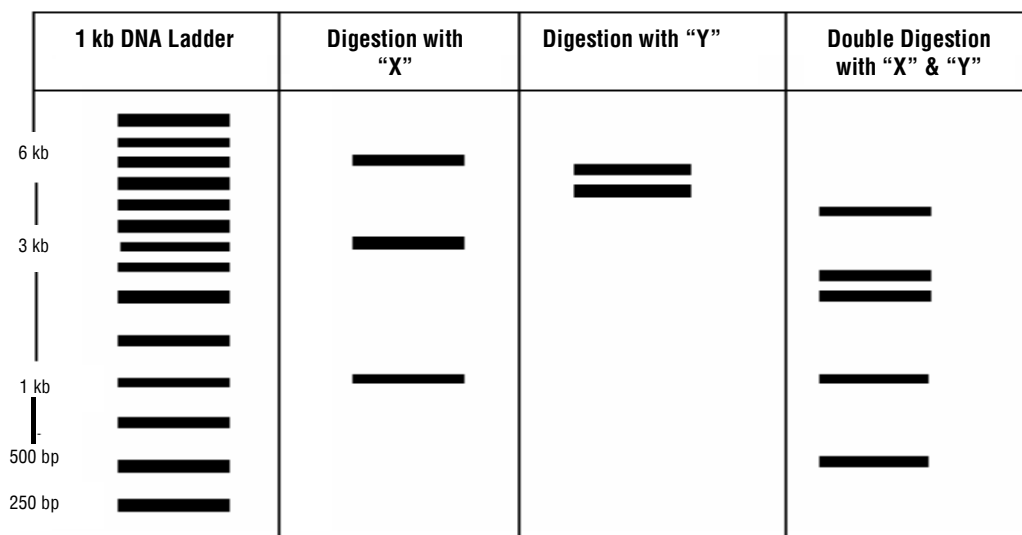 1 kb DNA Ladder
Digestion with
“X”
Digestion with “Y”
Double Digestion
with “X” & “Y”
6 kb
3 kb
1 kb
500 bp
250 bp